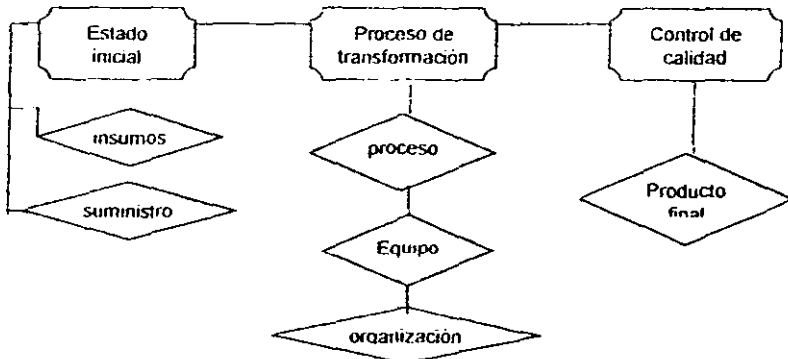 Estado
inicial
Proceso de
transformación
Control de
calidad
insumos
suministro
proceso
Equipo
organización
Producto
final